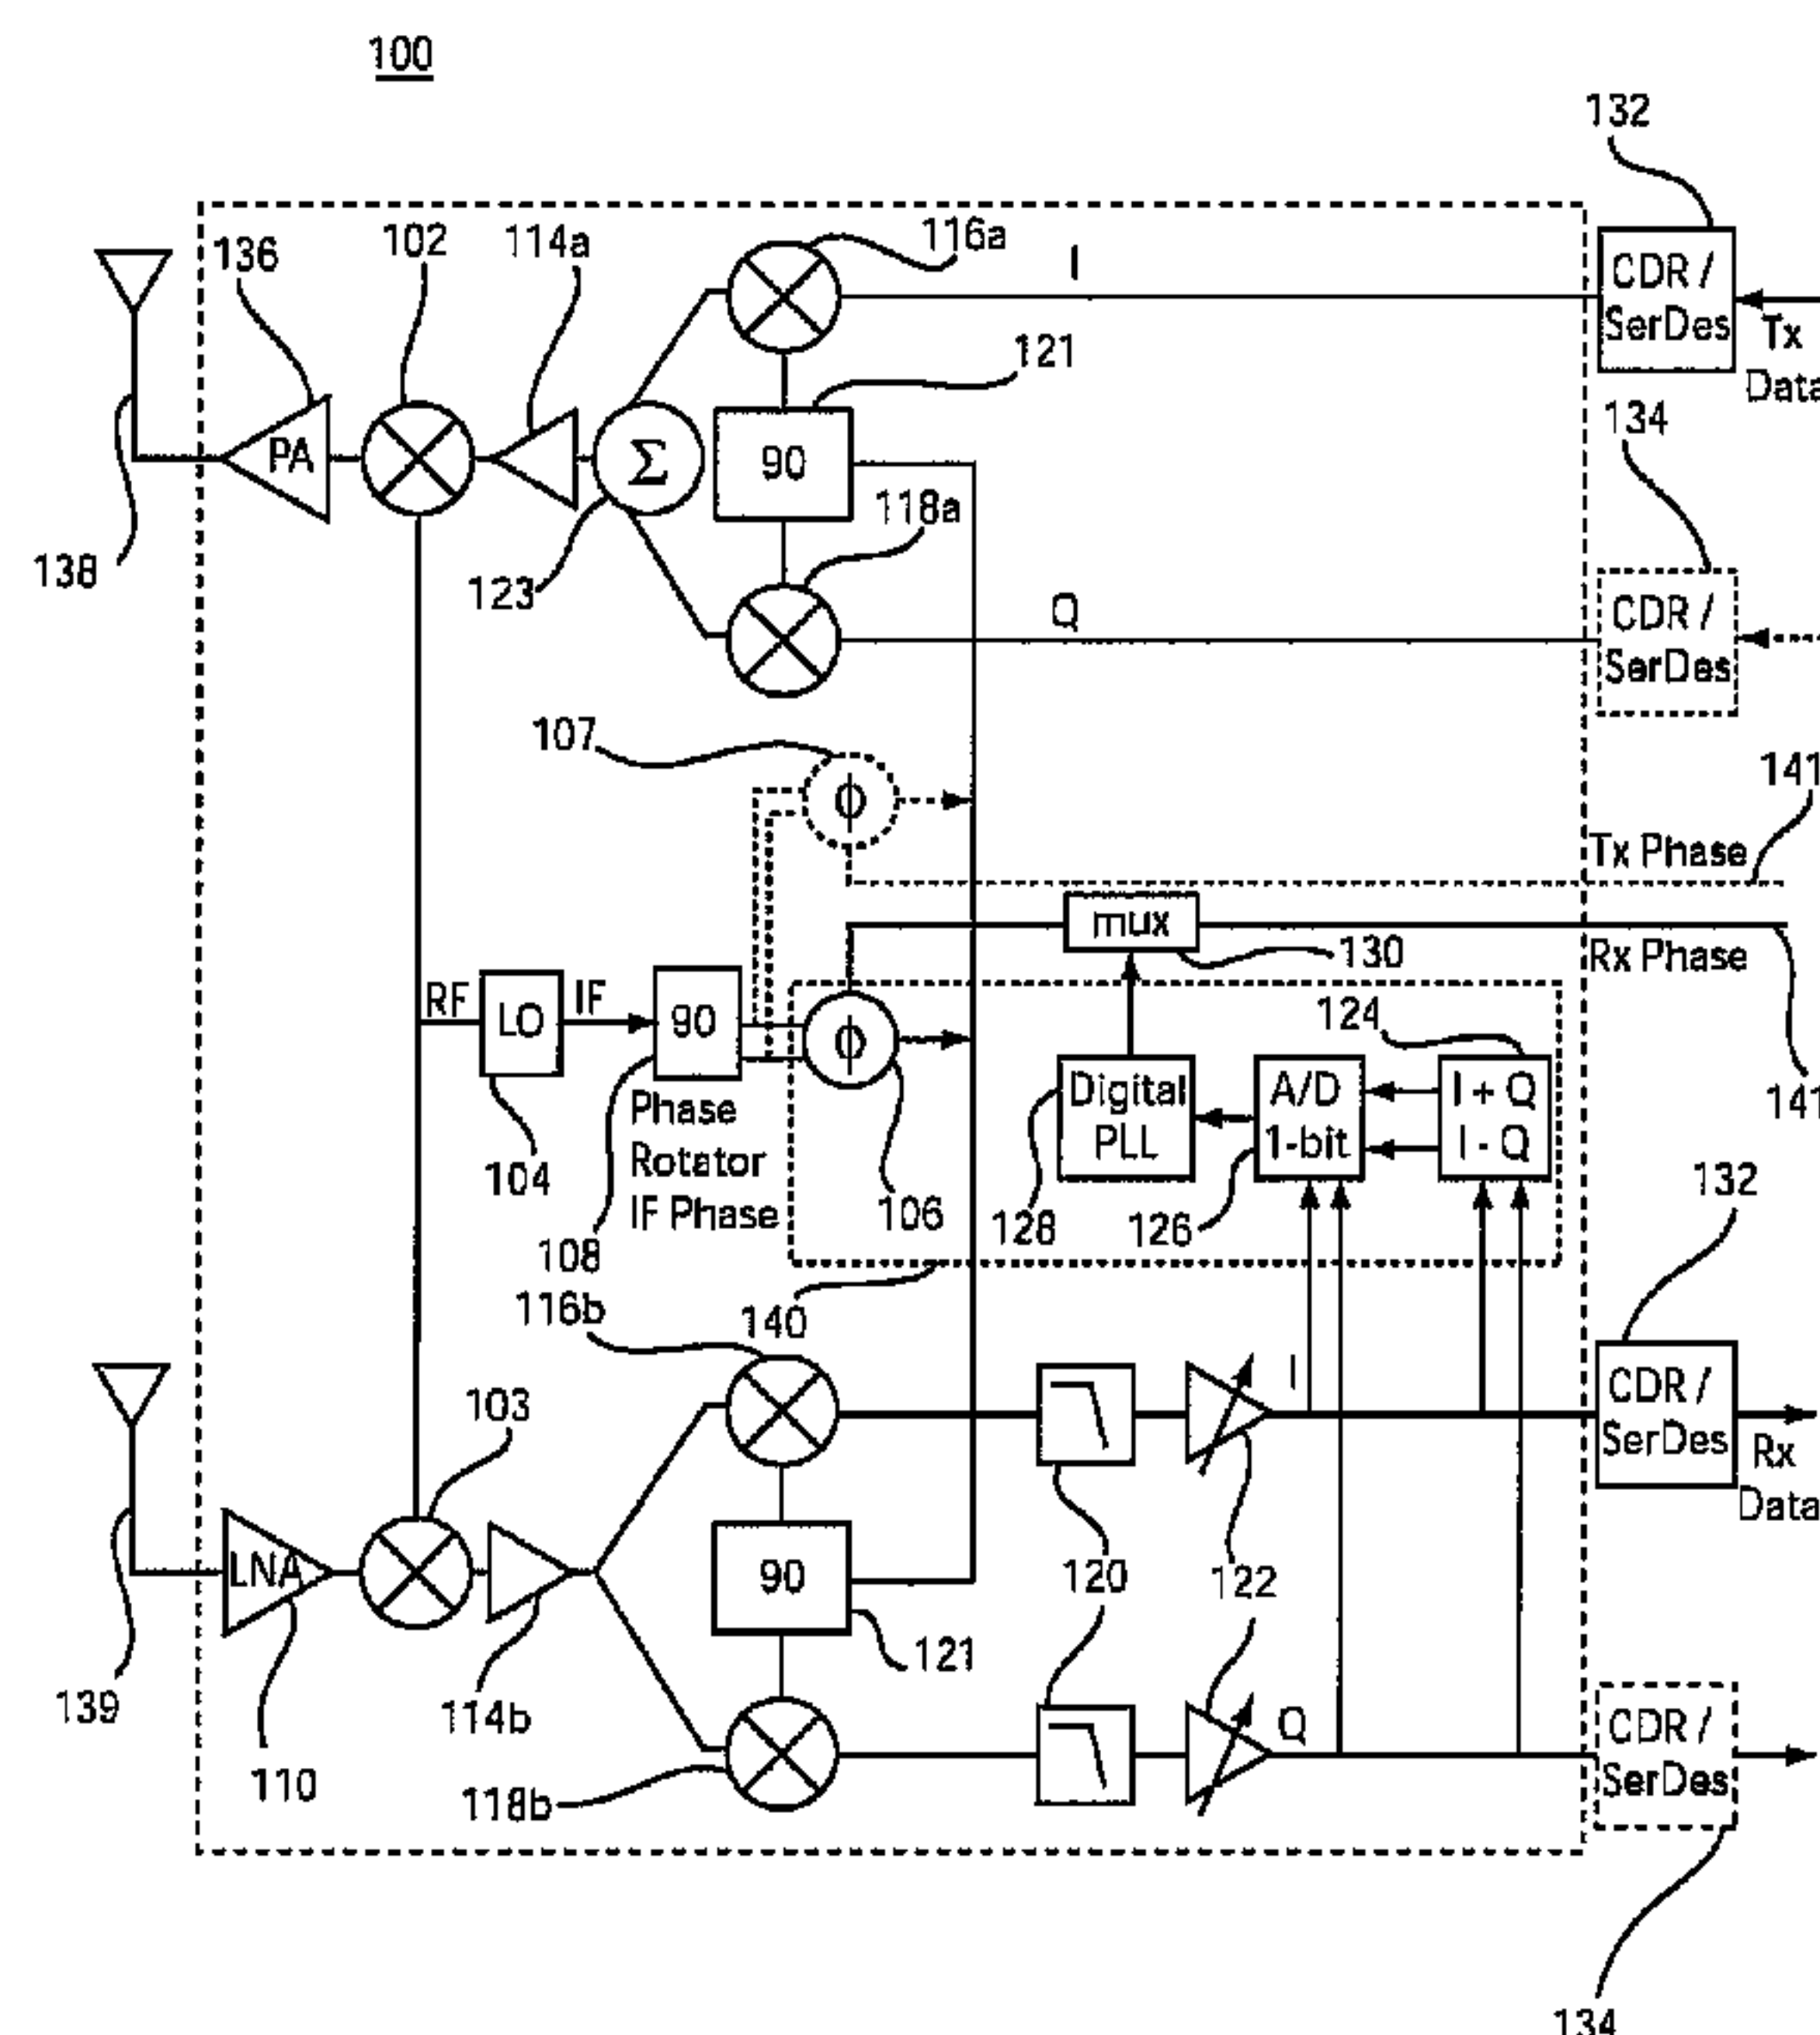 100
132
136
102
114a
116a
I
CDR /
SerDes
Tx
Data
121
134
PA
Σ
90
118a
138
123
Q
CDR /
SerDes
107
ϕ
141
Tx Phase
mux
Rx Phase
130
141
RF
LO
IF
90
ϕ
124
Digital
PLL
A/D
1-bit
I + Q
I - Q
104
Phase
Rotator
IF Phase
108
106
128
126
132
116b
140
103
I
CDR /
SerDes
Rx
Data
LNA
90
120
122
121
139
114b
110
118b
Q
CDR /
SerDes
134